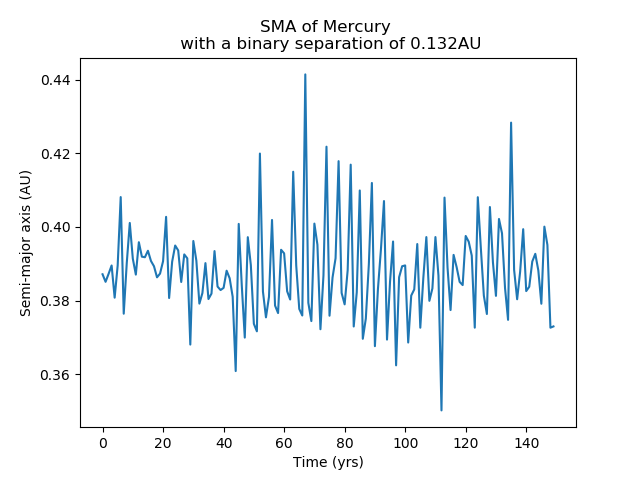 SMA of Mercury
with a binary separation of 0.132AU
0.44
0.42
0.40
0.38
0.36
Semi-major axis (AU)
0 20 40 60 80 100 120 140
Time (yrs)